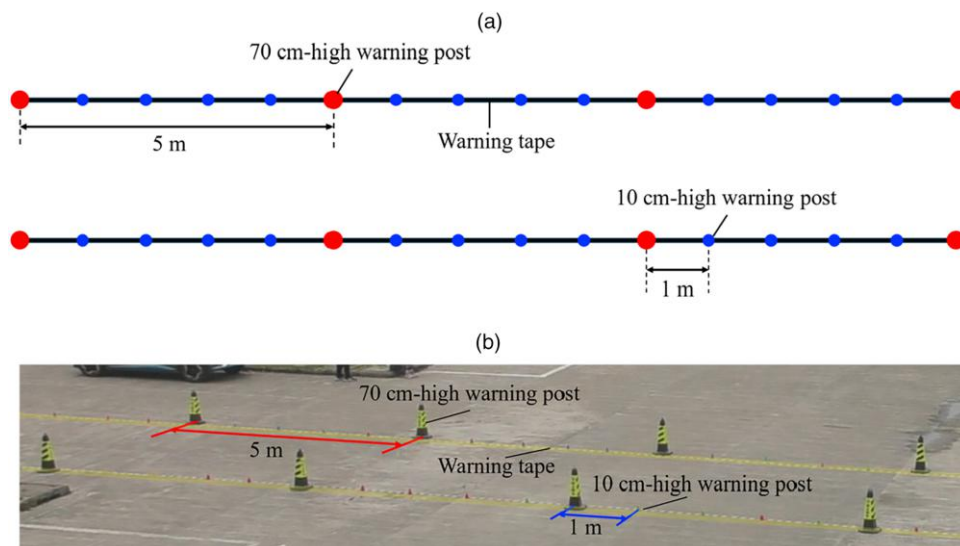 (a)
70 cm-high warning post
5 m
Warning tape
10 cm-high warning post
1 m
(b)
70 cm-high warning post
5 m
Warning tape
10 cm-high warning post
1 m